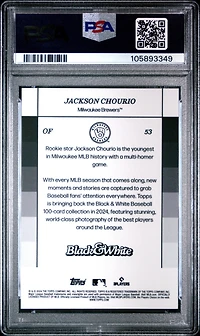 PSA
105893349
JACKSON CHOURIO
Milwaukee Brewers™
OF
53
Rookie star Jackson Chourio is the youngest
in Milwaukee MLB history with a multi-homer
game.
With every MLB season that comes along, new
moments and stories are captured to grab
Baseball fans' attention everywhere. Topps
is bringing back the Black & White Baseball
100-card collection in 2024, featuring stunning,
world-class photography of the best players
around the League.
Black&White
Topps
MLB
PLAYERS